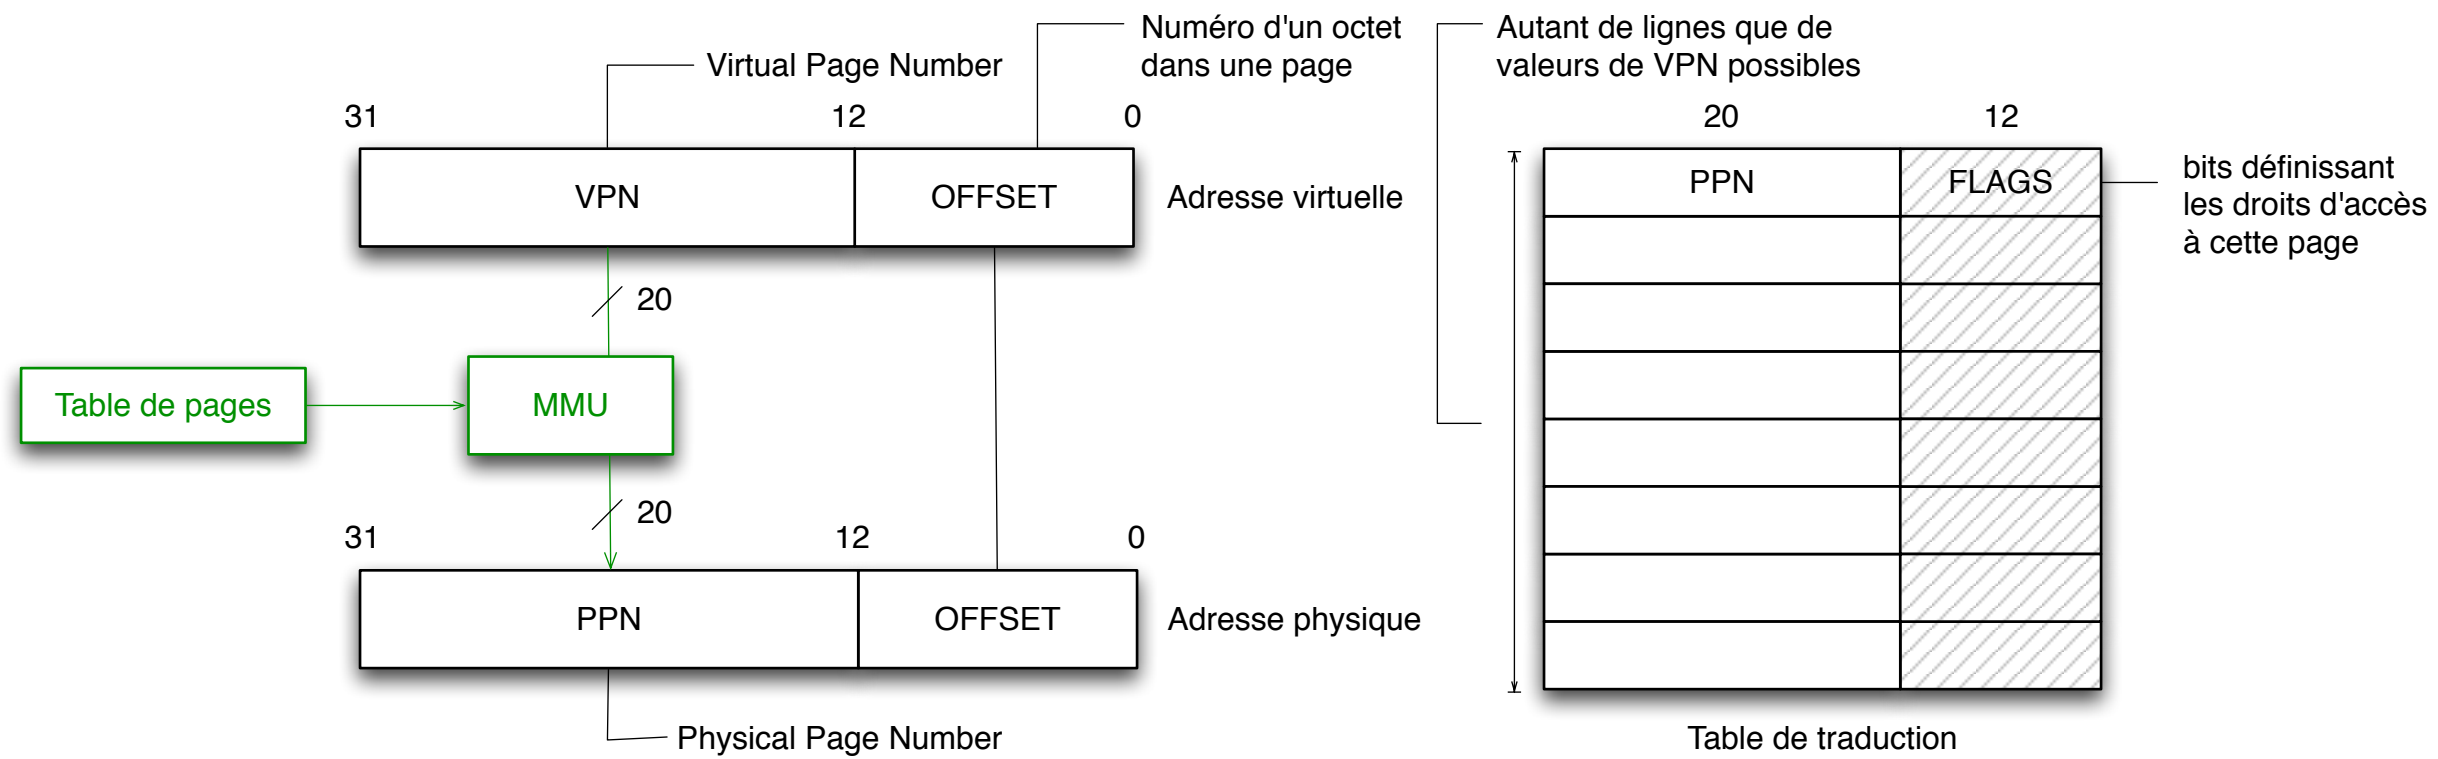 Virtual Page Number
Numéro d'un octet
dans une page
31 12 0
VPN OFFSET
Adresse virtuelle
20
Table de pages
MMU
20
31 12 0
PPN OFFSET
Adresse physique
Physical Page Number
Autant de lignes que de
valeurs de VPN possibles
20 12
PPN FLAGS
bits définissant
les droits d'accès
à cette page
Table de traduction